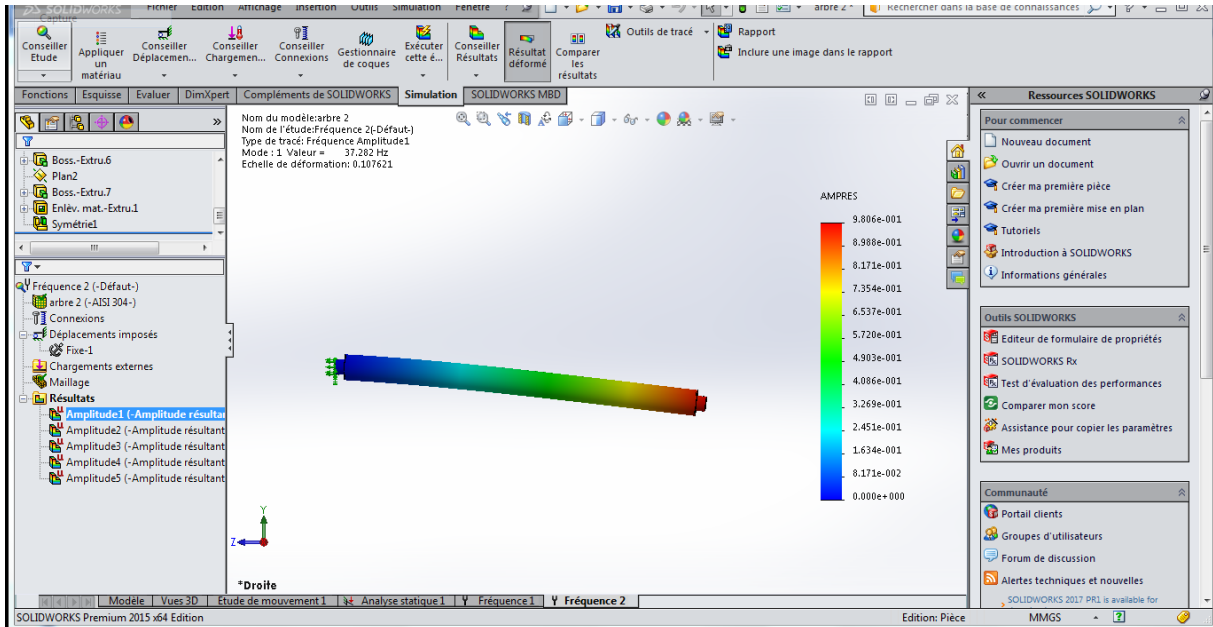 SOLIDWORKS
Fichier Edition Affichage Insertion Outils Simulation Fenêtre ?
arbre 2 *
Rechercher dans la base de connaissances
Capture
Conseiller Etude
Appliquer un matériau
Conseiller Déplacemen...
Conseiller Chargemen...
Conseiller Connexions
Gestionnaire de coques
Exécuter cette é...
Conseiller Résultats
Résultat déformé
Comparer les résultats
Outils de tracé
Rapport
Inclure une image dans le rapport
Fonctions Esquisse Evaluer DimXpert Compléments de SOLIDWORKS Simulation SOLIDWORKS MBD
Boss.-Extru.6
Plan2
Boss.-Extru.7
Enlèv. mat.-Extru.1
Symétrie1
Fréquence 2 (-Défaut-)
arbre 2 (-AISI 304-)
Connexions
Déplacements imposés
Fixe-1
Chargements externes
Maillage
Résultats
Amplitude1 (-Amplitude résultan
Amplitude2 (-Amplitude résultant
Amplitude3 (-Amplitude résultant
Amplitude4 (-Amplitude résultant
Amplitude5 (-Amplitude résultant
Nom du modèle:arbre 2
Nom de l'étude:Fréquence 2(-Défaut-)
Type de tracé: Fréquence Amplitude1
Mode : 1 Valeur = 37.282 Hz
Echelle de déformation: 0.107621
AMPRES
9.806e-001
8.988e-001
8.171e-001
7.354e-001
6.537e-001
5.720e-001
4.903e-001
4.086e-001
3.269e-001
2.451e-001
1.634e-001
8.171e-002
0.000e+000
Y
Z
*Droite
Ressources SOLIDWORKS
Pour commencer
Nouveau document
Ouvrir un document
Créer ma première pièce
Créer ma première mise en plan
Tutoriels
Introduction à SOLIDWORKS
Informations générales
Outils SOLIDWORKS
Editeur de formulaire de propriétés
SOLIDWORKS Rx
Test d'évaluation des performances
Comparer mon score
Assistance pour copier les paramètres
Mes produits
Communauté
Portail clients
Groupes d'utilisateurs
Forum de discussion
Alertes techniques et nouvelles
SOLIDWORKS 2017 PR1 is available for
Modèle Vues 3D Etude de mouvement 1 Analyse statique 1 Fréquence 1 Fréquence 2
SOLIDWORKS Premium 2015 x64 Edition
Edition: Pièce
MMGS